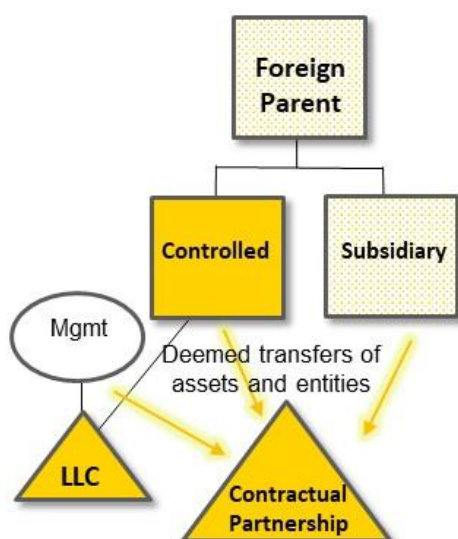 Foreign
Parent
Controlled
Subsidiary
Mgmt
Deemed transfers of
assets and entities
LLC
Contractual
Partnership